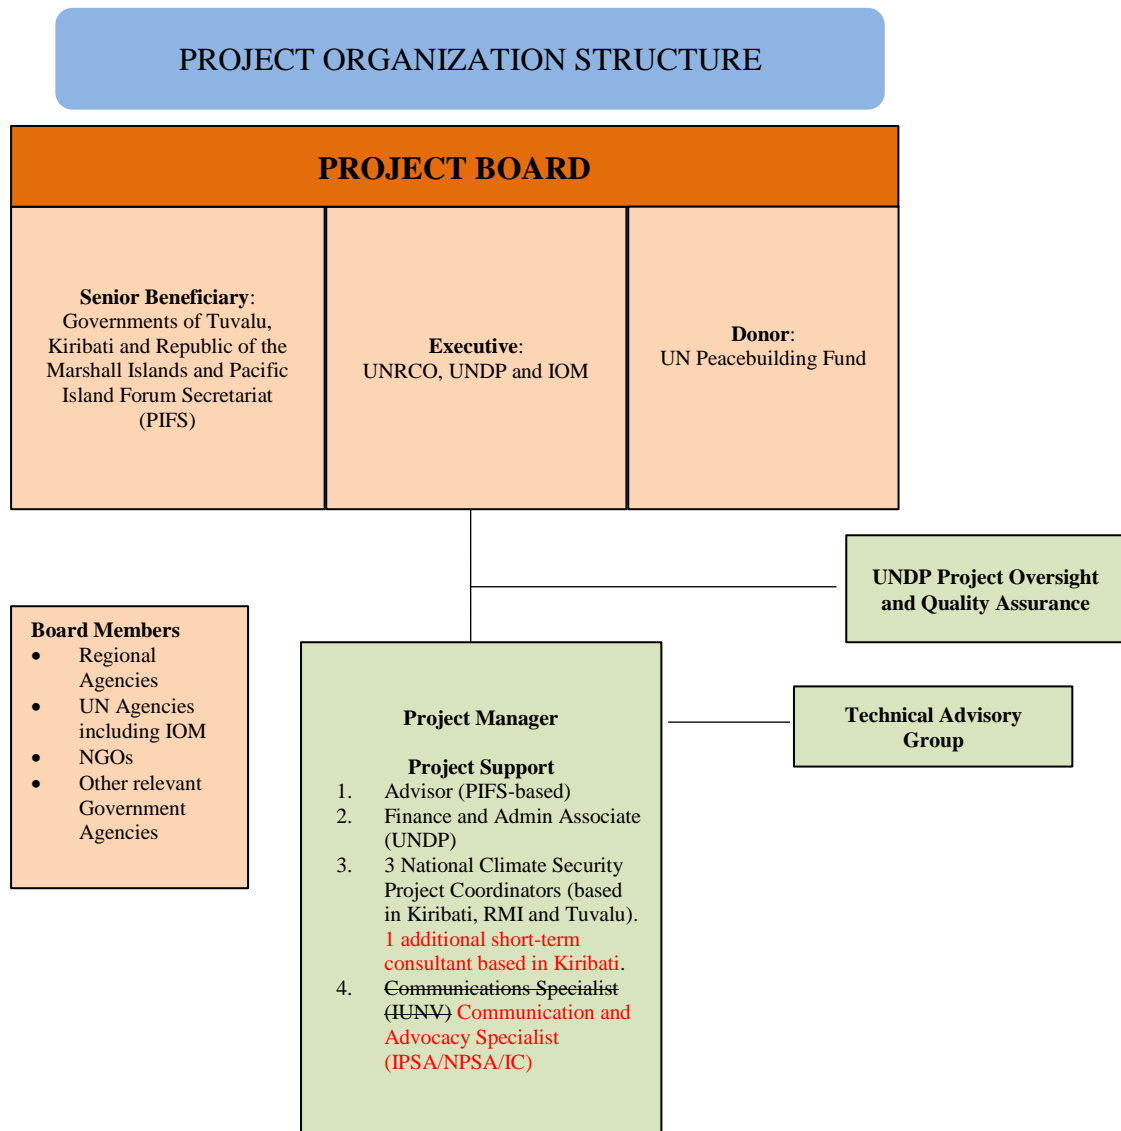 PROJECT ORGANIZATION STRUCTURE
PROJECT BOARD
Senior Beneficiary:
Governments of Tuvalu,
Kiribati and Republic of the
Marshall Islands and Pacific
Island Forum Secretariat
(PIFS)
Executive:
UNRCO, UNDP and IOM
Donor:
UN Peacebuilding Fund
UNDP Project Oversight
and Quality Assurance
Board Members
• Regional
Agencies
• UN Agencies
including IOM
• NGOs
• Other relevant
Government
Agencies
Project Manager
Project Support
1. Advisor (PIFS-based)
2. Finance and Admin Associate
(UNDP)
3. 3 National Climate Security
Project Coordinators (based
in Kiribati, RMI and Tuvalu).
1 additional short-term
consultant based in Kiribati.
4. Communications Specialist
(IUNV) Communication and
Advocacy Specialist
(IPSA/NPSA/IC)
Technical Advisory
Group